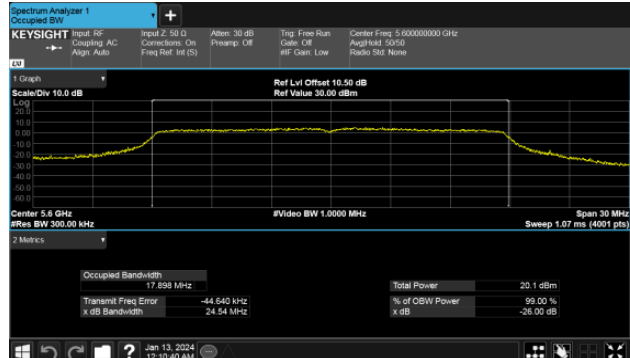 Spectrum Analyzer 1
Occupied BW
+
KEYSIGHT
Input: RF
Coupling: AC
Align: Auto
Input Z: 50 Ω
Corrections: On
Freq Ref: Int (S)
Atten: 30 dB
Preamp: Off
Trig: Free Run
Gate: Off
#IF Gain: Low
Center Freq: 5.600000000 GHz
Avg|Hold: 50/50
Radio Std: None
LXI
1 Graph
Scale/Div 10.0 dB
Ref Lvl Offset 10.50 dB
Ref Value 30.00 dBm
Log
20.0
10.0
0.00
-10.0
-20.0
-30.0
-40.0
-50.0
-60.0
Center 5.6 GHz
#Res BW 300.00 kHz
#Video BW 1.0000 MHz
Span 30 MHz
Sweep 1.07 ms (4001 pts)
2 Metrics
Occupied Bandwidth
17.898 MHz
Total Power 20.1 dBm
Transmit Freq Error -44.640 kHz
% of OBW Power 99.00 %
x dB Bandwidth 24.54 MHz
x dB -26.00 dB
?
Jan 13, 2024
12:10:40 AM